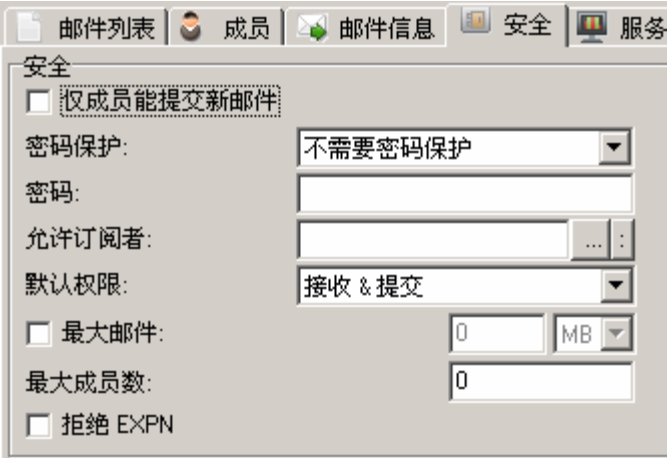 邮件列表 成员 邮件信息 安全 服务
安全
仅成员能提交新邮件
密码保护: 不需要密码保护
密码:
允许订阅者: ... :
默认权限: 接收 & 提交
最大邮件: 0 MB
最大成员数: 0
拒绝 EXPN